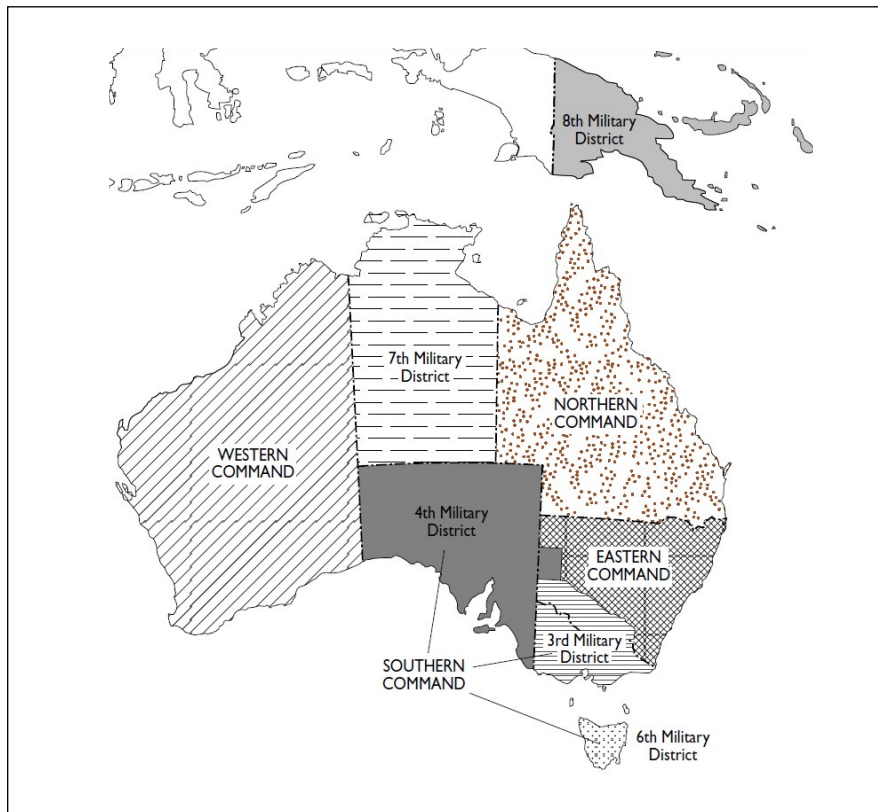 8th Military
District
7th Military
District
NORTHERN
COMMAND
WESTERN
COMMAND
4th Military
District
EASTERN
COMMAND
3rd Military
District
SOUTHERN
COMMAND
6th Military
District